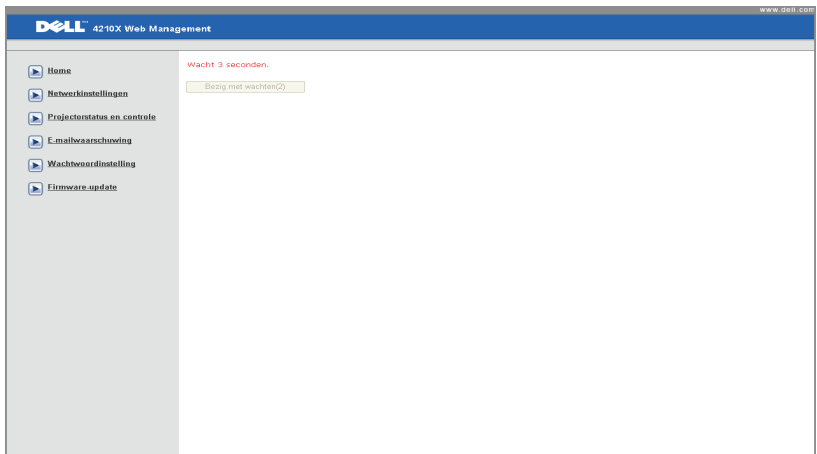 www.dell.com
DELL™ 4210X Web Management
Home
Netwerkinstellingen
Projectorstatus en controle
E-mailwaarschuwing
Wachtwoordinstelling
Firmware-update
Wacht 3 seconden.
Bezig met wachten(2)